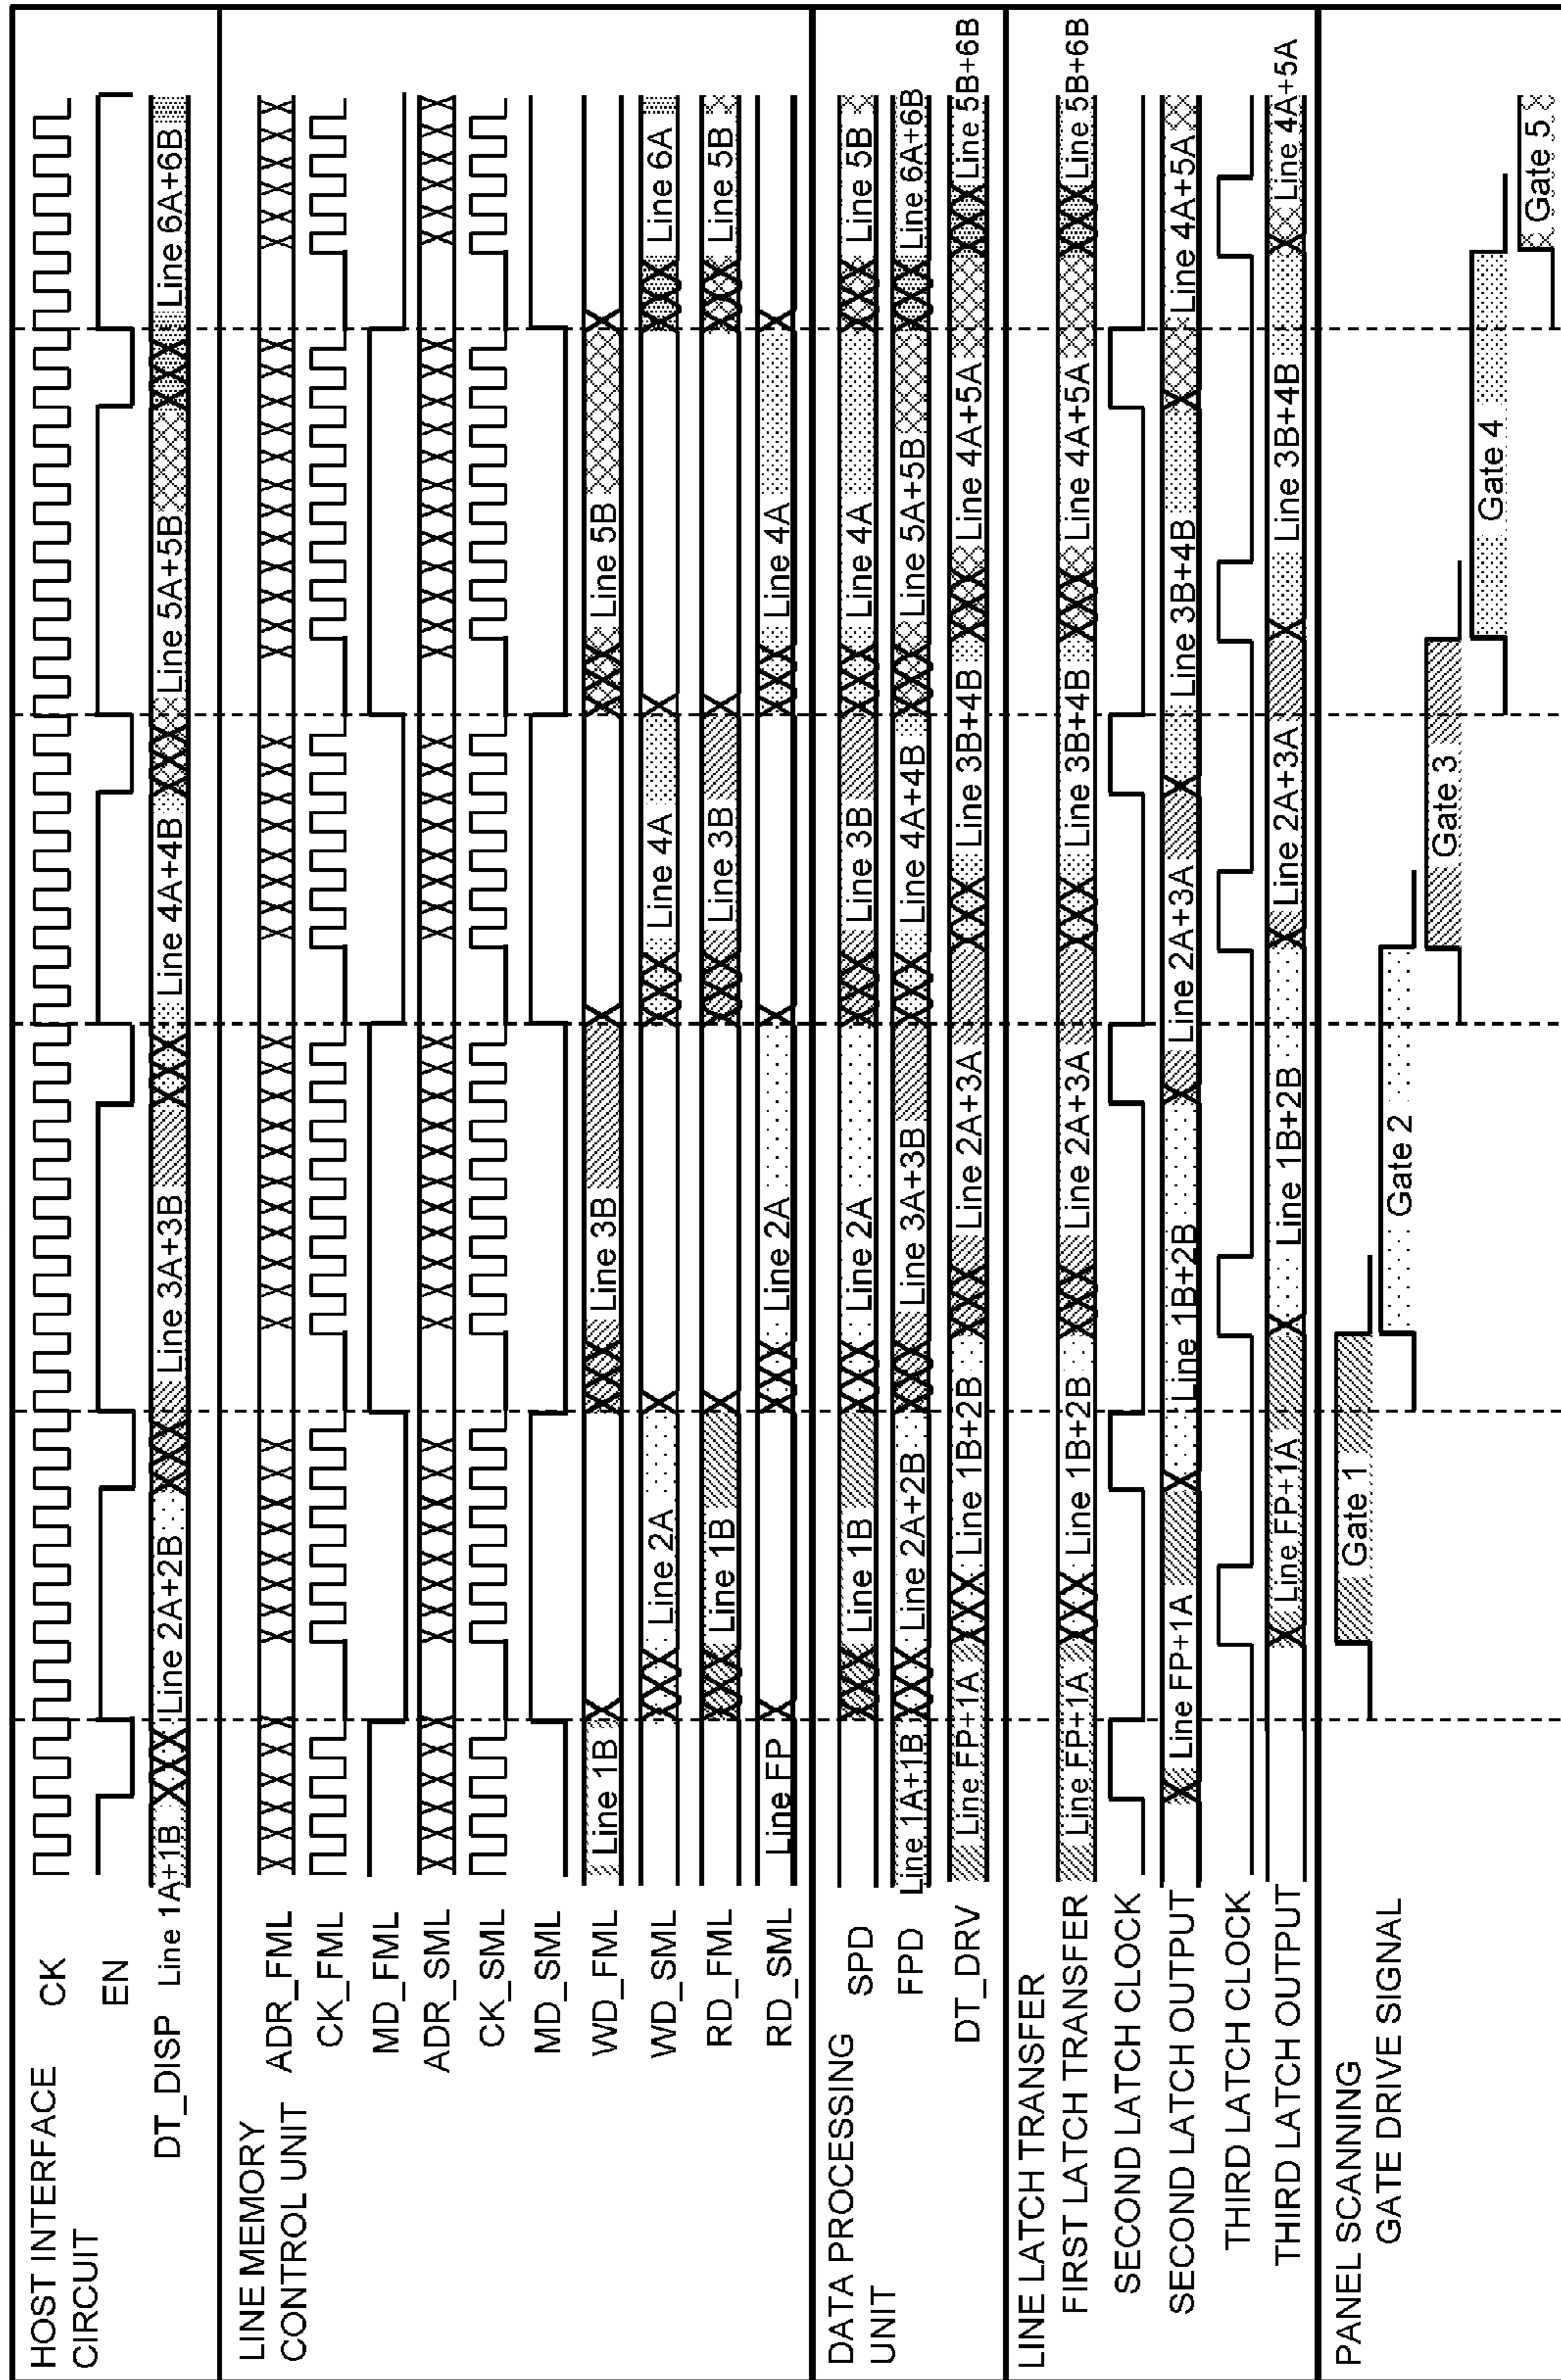 HOST INTERFACE
CIRCUIT
CK
EN
DT_DISP Line 1A+1B Line 2A+2B Line 3A+3B Line 4A+4B Line 5A+5B Line 6A+6B
LINE MEMORY
CONTROL UNIT
ADR_FML
CK_FML
MD_FML
ADR_SML
CK_SML
MD_SML
WD_FML Line 1B Line 3B Line 5B
WD_SML Line 2A Line 4A Line 6A
RD_FML Line 1B Line 3B Line 5B
RD_SML Line FP Line 2A Line 4A
DATA PROCESSING
UNIT
SPD Line 1B Line 2A Line 3B Line 4A Line 5B
FPD Line 1A+1B Line 2A+2B Line 3A+3B Line 4A+4B Line 5A+5B Line 6A+6B
DT_DRV Line FP+1A Line 1B+2B Line 2A+3A Line 3B+4B Line 4A+5A Line 5B+6B
LINE LATCH TRANSFER
FIRST LATCH TRANSFER Line FP+1A Line 1B+2B Line 2A+3A Line 3B+4B Line 4A+5A Line 5B+6B
SECOND LATCH CLOCK
SECOND LATCH OUTPUT Line FP+1A Line 1B+2B Line 2A+3A Line 3B+4B Line 4A+5A
THIRD LATCH CLOCK
THIRD LATCH OUTPUT Line FP+1A Line 1B+2B Line 2A+3A Line 3B+4B Line 4A+5A
PANEL SCANNING
GATE DRIVE SIGNAL
Gate 1
Gate 2
Gate 3
Gate 4
Gate 5